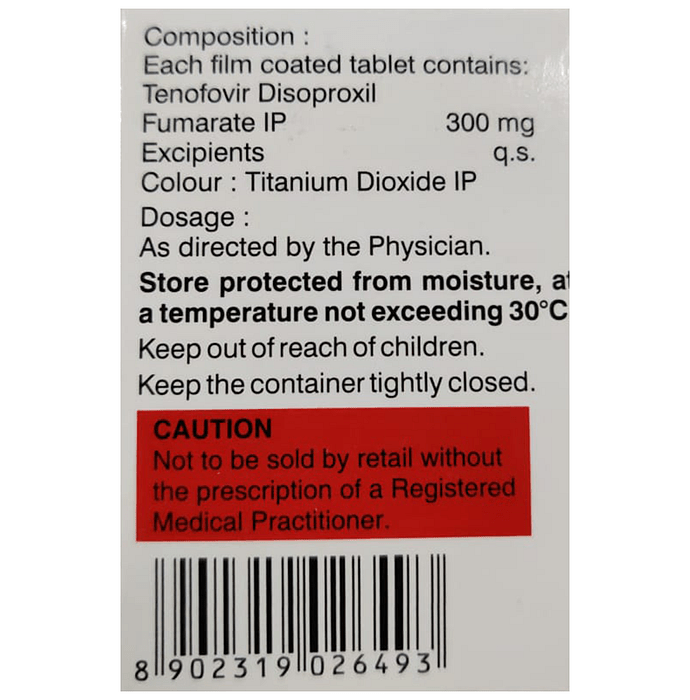 Composition :
Each film coated tablet contains:
Tenofovir Disoproxil
Fumarate IP 300 mg
Excipients q.s.
Colour : Titanium Dioxide IP
Dosage :
As directed by the Physician.
Store protected from moisture, at
a temperature not exceeding 30°C
Keep out of reach of children.
Keep the container tightly closed.
CAUTION
Not to be sold by retail without
the prescription of a Registered
Medical Practitioner.
8 902319 026493